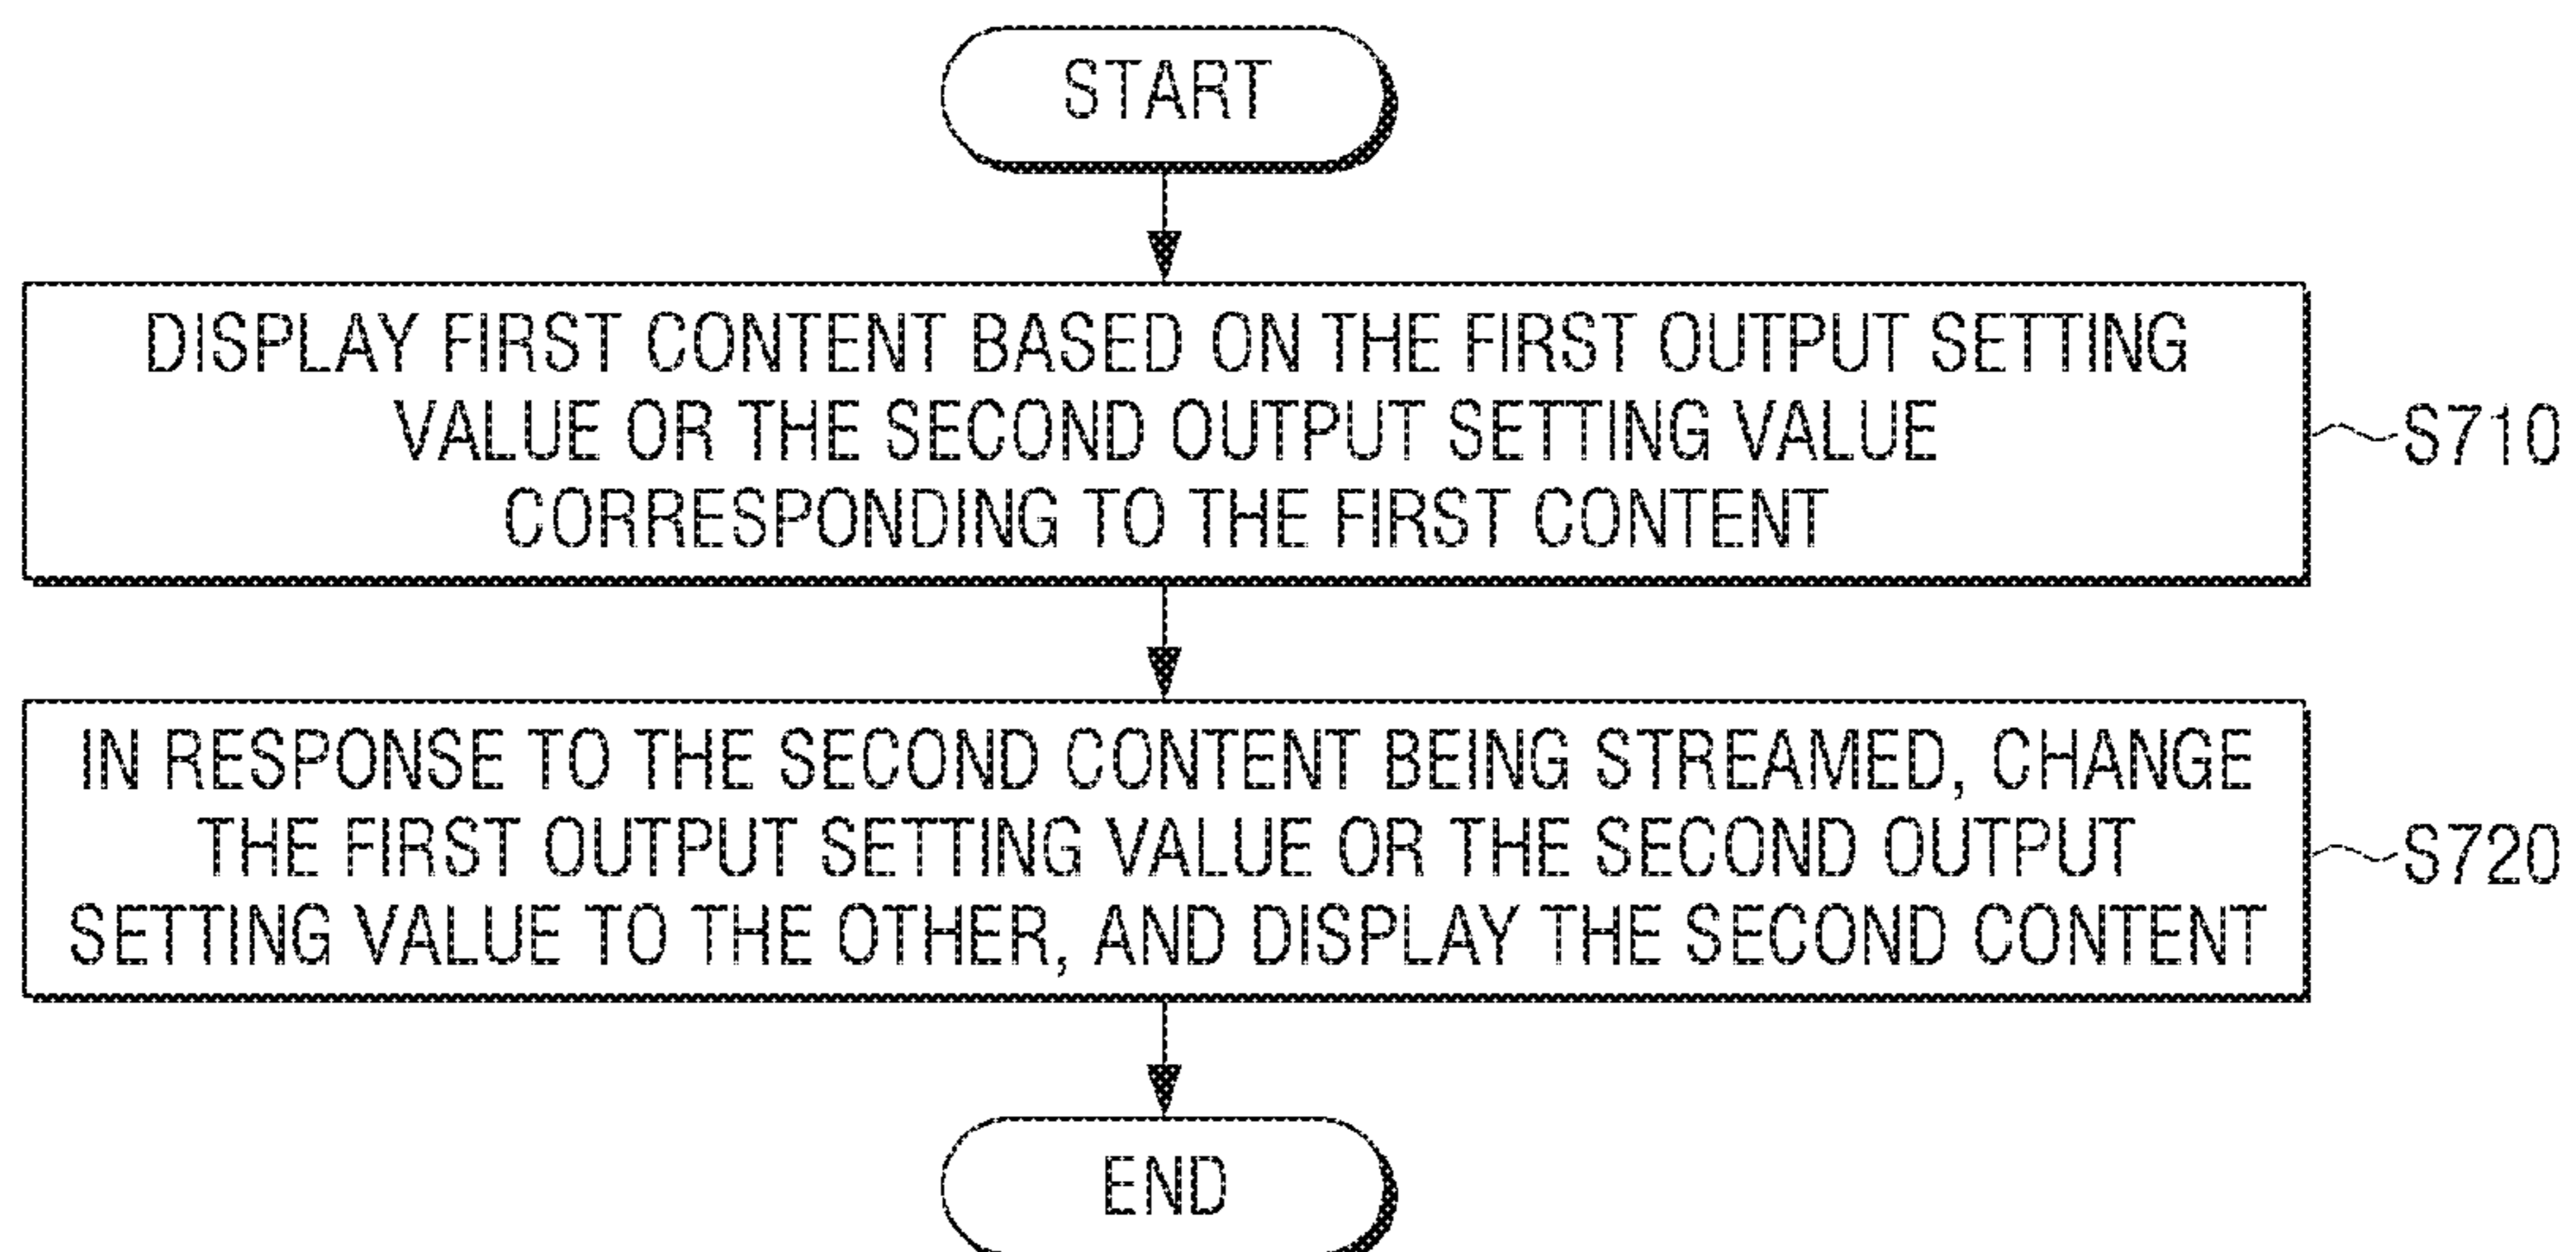 START
DISPLAY FIRST CONTENT BASED ON THE FIRST OUTPUT SETTING
VALUE OR THE SECOND OUTPUT SETTING VALUE
CORRESPONDING TO THE FIRST CONTENT
S710
IN RESPONSE TO THE SECOND CONTENT BEING STREAMED, CHANGE
THE FIRST OUTPUT SETTING VALUE OR THE SECOND OUTPUT
SETTING VALUE TO THE OTHER, AND DISPLAY THE SECOND CONTENT
S720
END